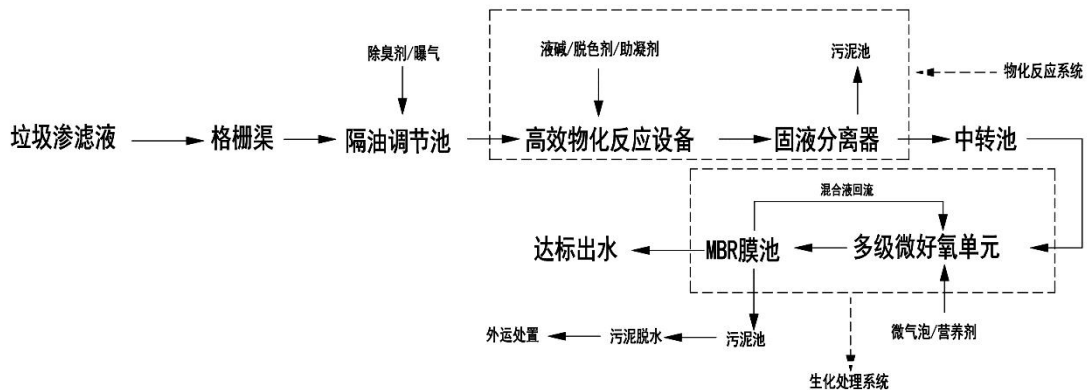 除臭剂/曝气
液碱/脱色剂/助凝剂
污泥池
物化反应系统
垃圾渗滤液
格栅渠
隔油调节池
高效物化反应设备
固液分离器
中转池
混合液回流
达标出水
MBR膜池
多级微好氧单元
外运处置
污泥脱水
污泥池
微气泡/营养剂
生化处理系统